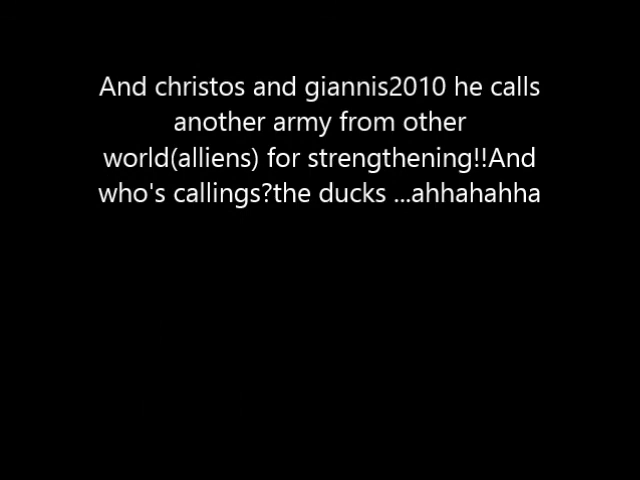 And christos and giannis2010 he calls
another army from other
world(alliens) for strengthening!!And
who's callings?the ducks ...ahhahahha